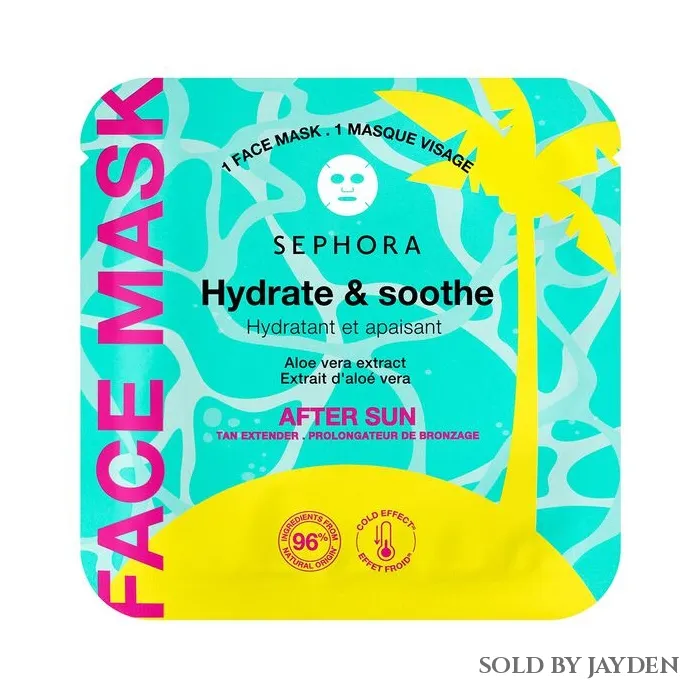 FACE MASK
1 FACE MASK . 1 MASQUE VISAGE
SEPHORA
Hydrate & soothe
Hydratant et apaisant
Aloe vera extract
Extrait d'aloé vera
AFTER SUN
TAN EXTENDER . PROLONGATEUR DE BRONZAGE
INGREDIENTS FROM
96%
NATURAL ORIGIN*
COLD EFFECT**
EFFET FROID**
SOLD BY JAYDEN